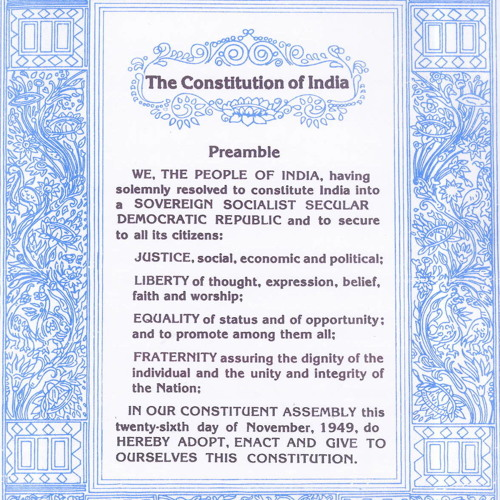 The Constitution of India
Preamble
WE, THE PEOPLE OF INDIA, having
solemnly resolved to constitute India into
a SOVEREIGN SOCIALIST SECULAR
DEMOCRATIC REPUBLIC and to secure
to all its citizens:
JUSTICE, social, economic and political;
LIBERTY of thought, expression, belief,
faith and worship;
EQUALITY of status and of opportunity;
and to promote among them all;
FRATERNITY assuring the dignity of the
individual and the unity and integrity of
the Nation;
IN OUR CONSTITUENT ASSEMBLY this
twenty-sixth day of November, 1949, do
HEREBY ADOPT, ENACT AND GIVE TO
OURSELVES THIS CONSTITUTION.